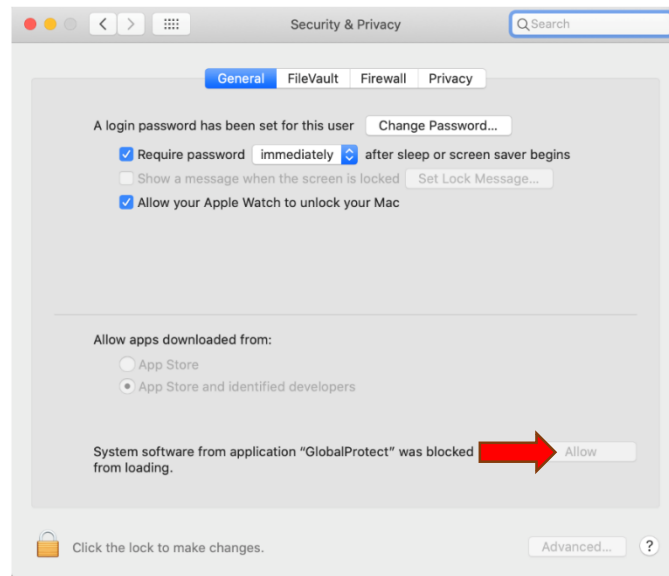 Security & Privacy
Search
General FileVault Firewall Privacy
A login password has been set for this user Change Password...
Require password immediately after sleep or screen saver begins
Show a message when the screen is locked Set Lock Message...
Allow your Apple Watch to unlock your Mac
Allow apps downloaded from:
App Store
App Store and identified developers
System software from application “GlobalProtect” was blocked Allow
from loading.
Click the lock to make changes. Advanced... ?